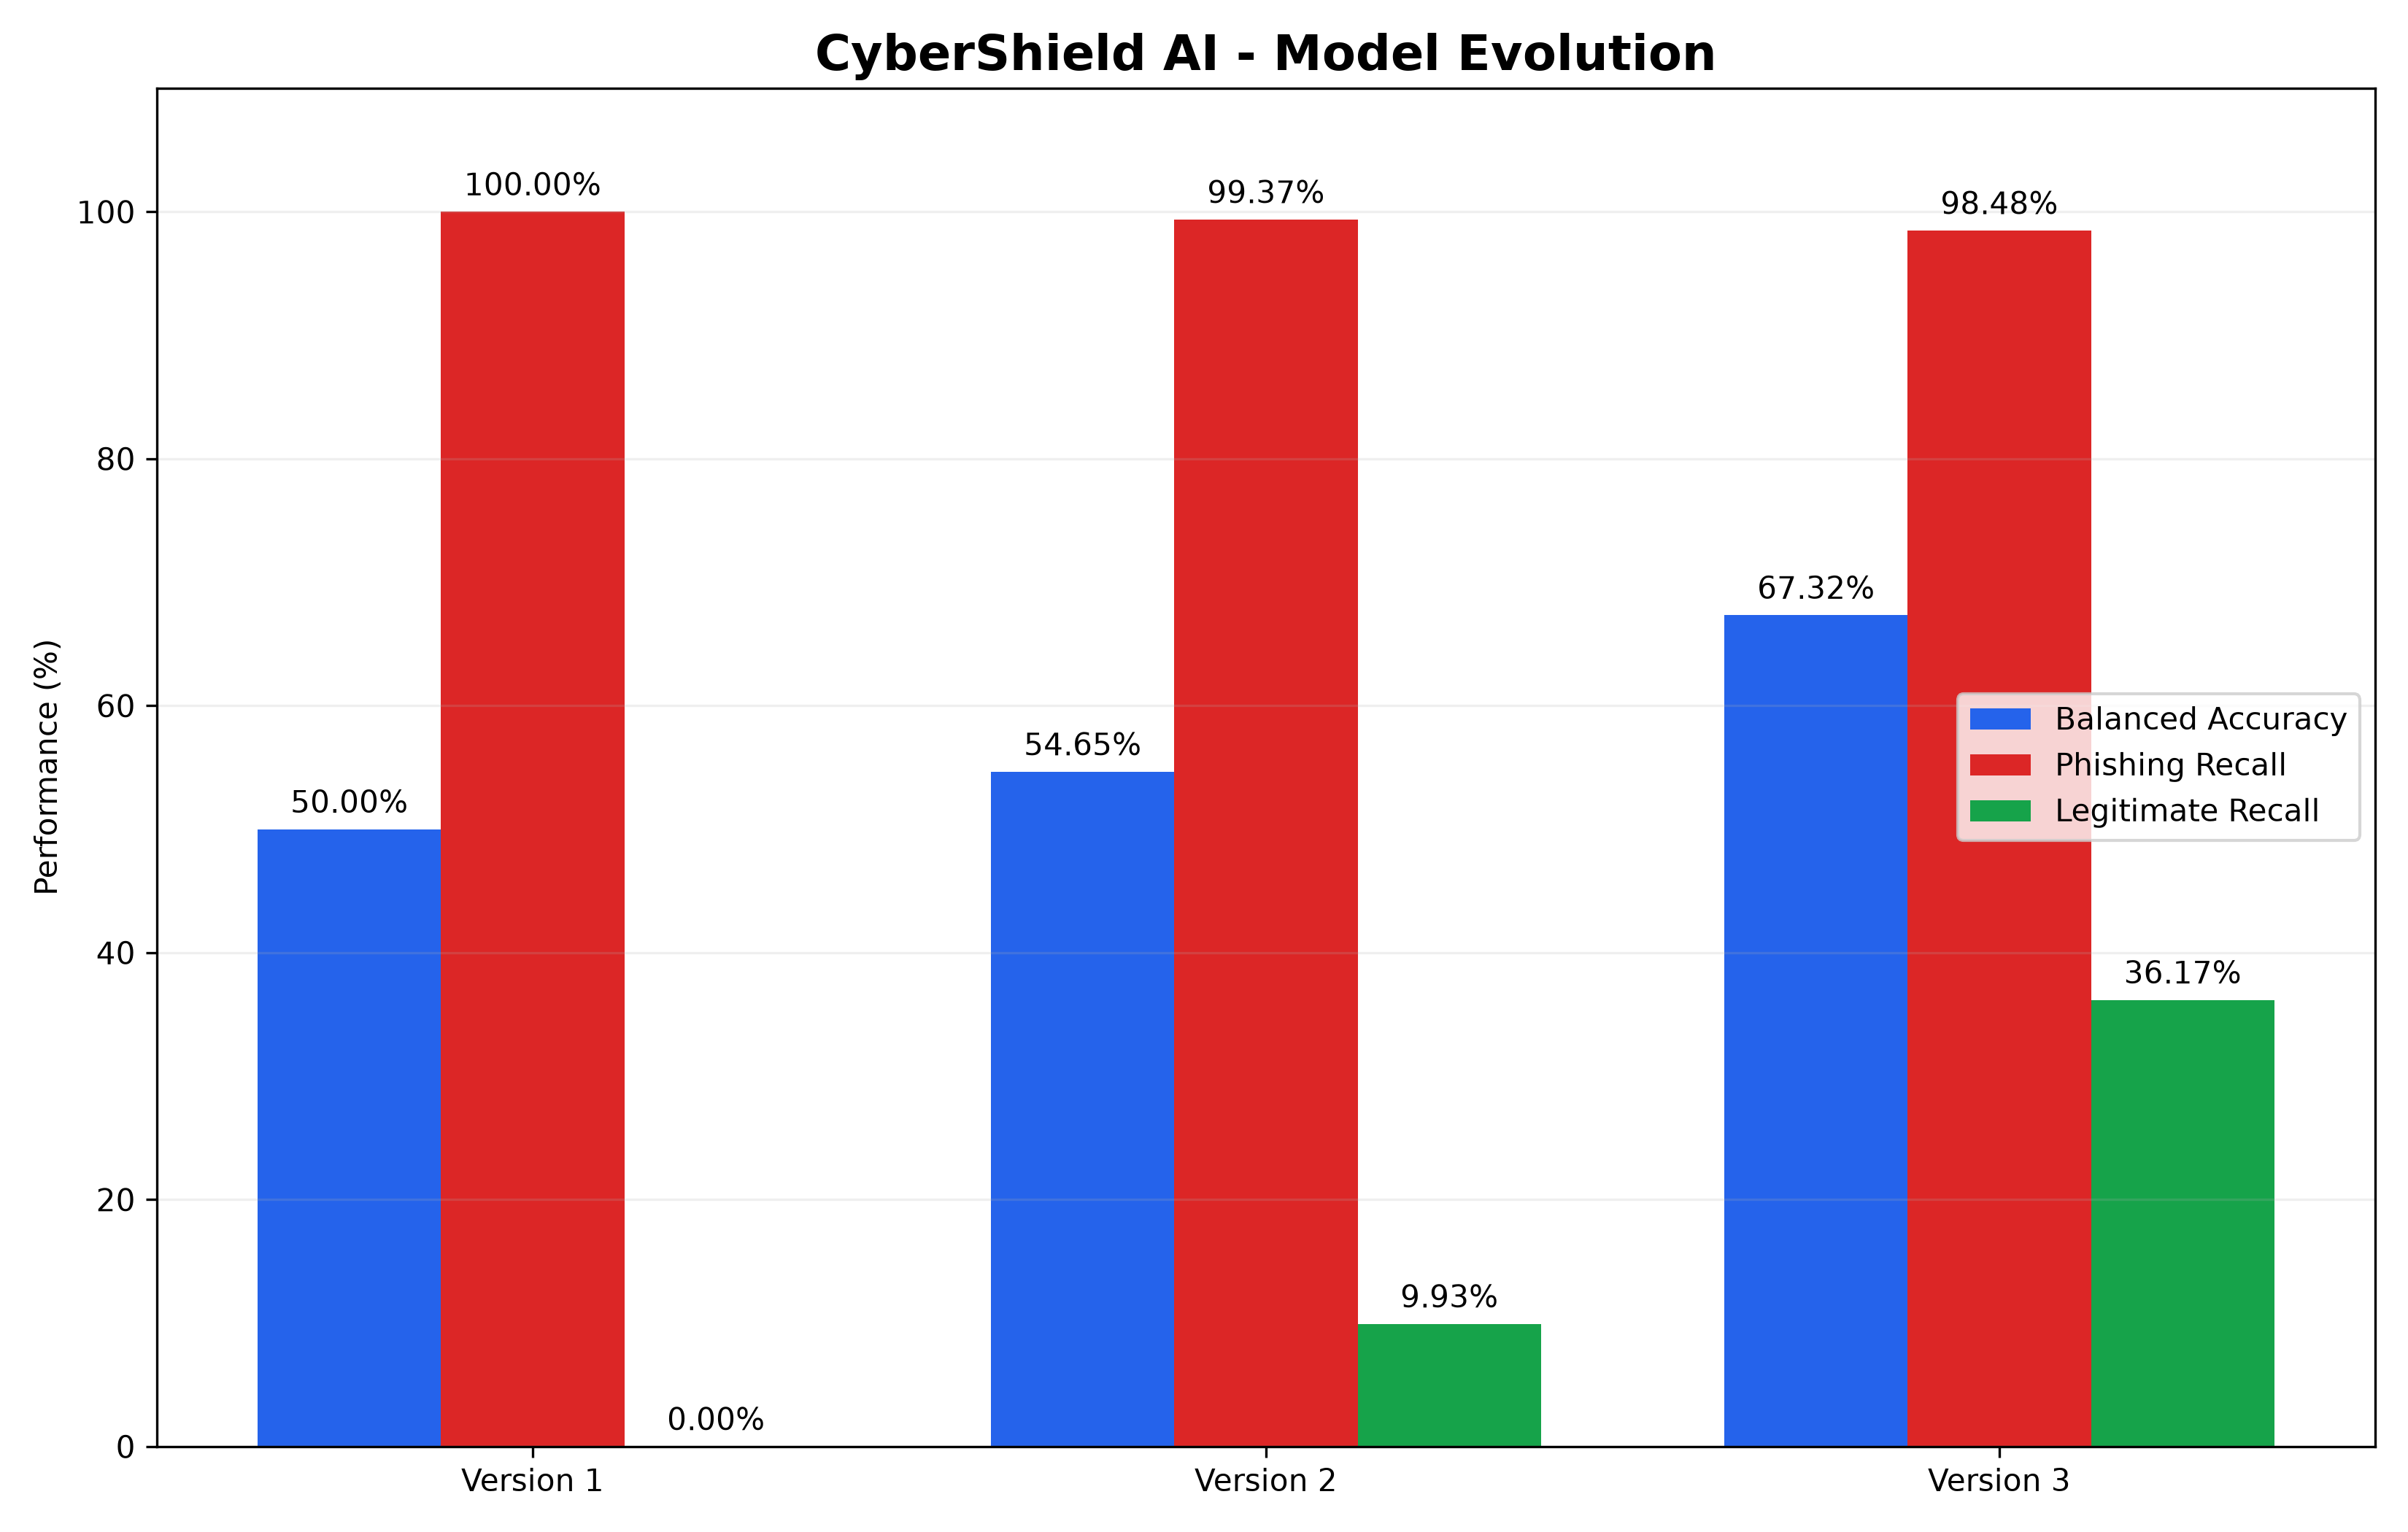 CyberShield AI - Model Evolution
Performance (%)
100
80
60
40
20
0
50.00%
100.00%
0.00%
54.65%
99.37%
9.93%
67.32%
98.48%
36.17%
Balanced Accuracy
Phishing Recall
Legitimate Recall
Version 1
Version 2
Version 3